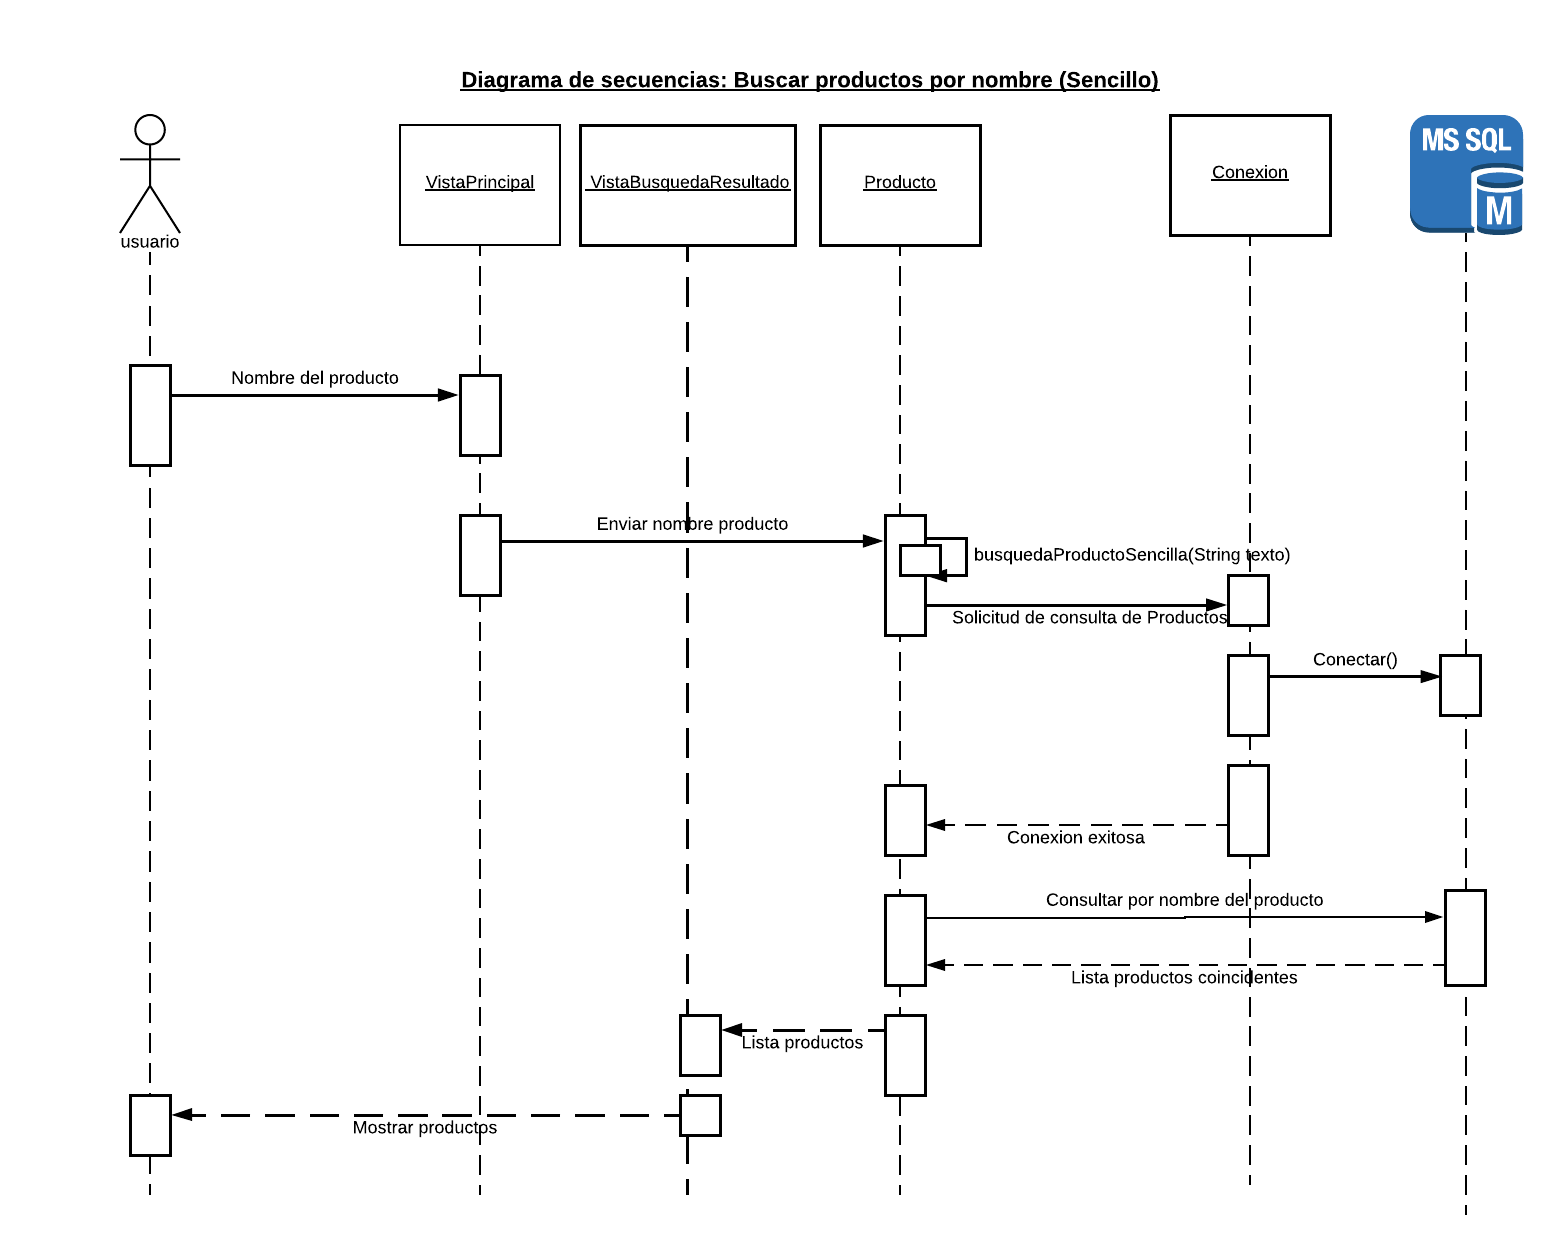 Diagrama de secuencias: Buscar productos por nombre (Sencillo)
usuario
VistaPrincipal
VistaBusquedaResultado
Producto
Conexion
MS SQL
M
Nombre del producto
Enviar nombre producto
busquedaProductoSencilla(String texto)
Solicitud de consulta de Productos
Conectar()
Conexion exitosa
Consultar por nombre del producto
Lista productos coincidentes
Lista productos
Mostrar productos